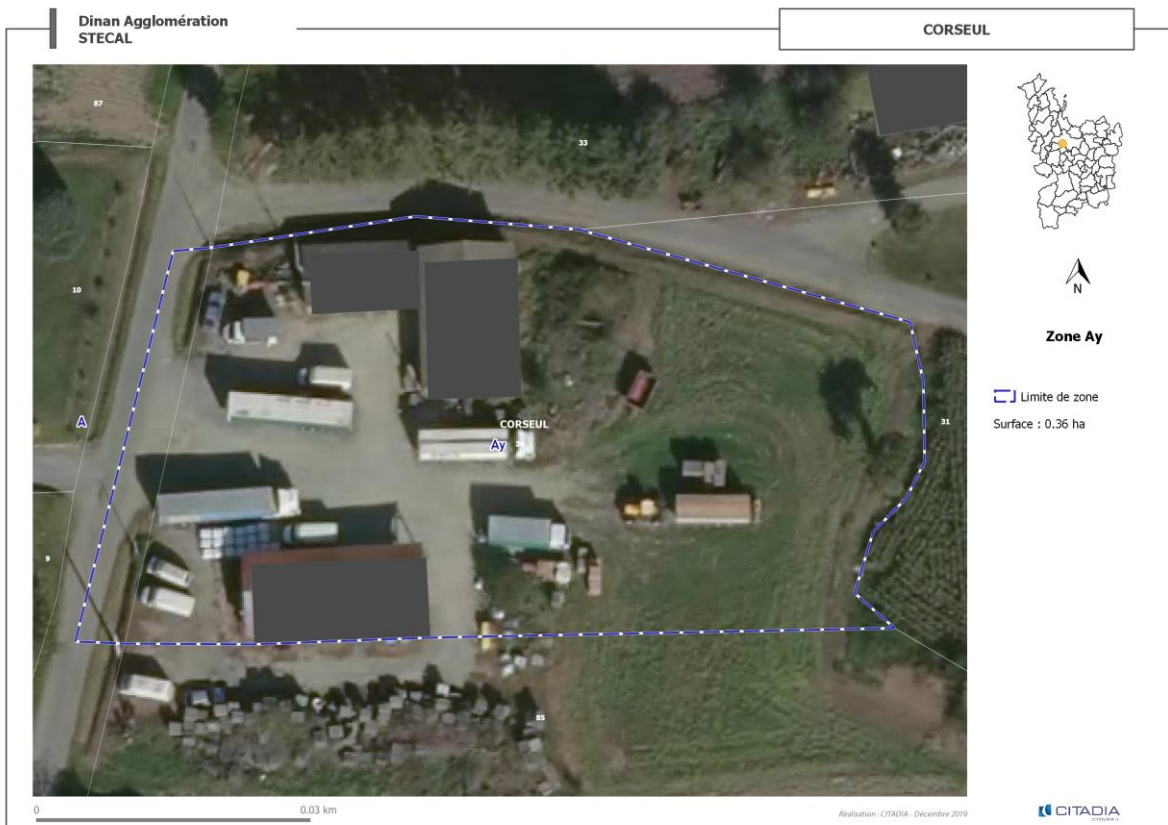 Dinan Agglomération
STECAL
CORSEUL
87
33
10
N
Zone Ay
Limite de zone
Surface : 0.36 ha
A
31
CORSEUL
Ay
9
85
0
0.03 km
Réalisation : CITADIA - Décembre 2019
CITADIA
CONSEIL